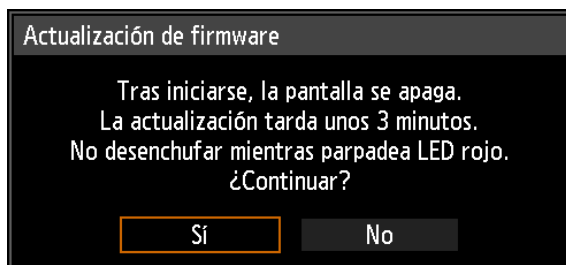 Actualización de firmware
Tras iniciarse, la pantalla se apaga.
La actualización tarda unos 3 minutos.
No desenchufar mientras parpadea LED rojo.
¿Continuar?
Sí No